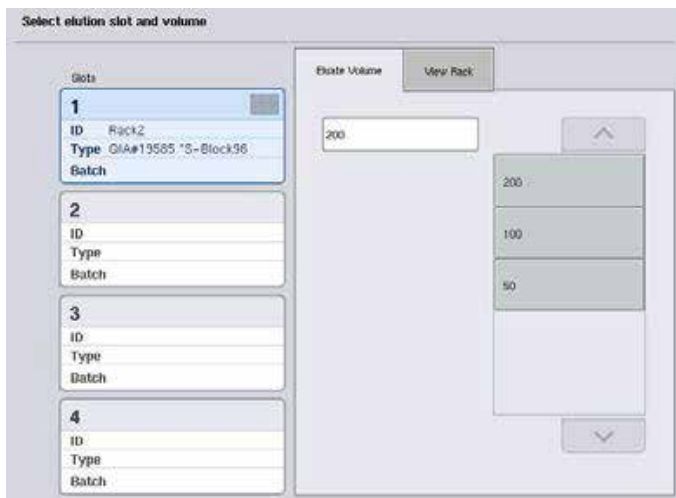 Select elution slot and volume
Slots
1
ID Rack2
Type QIA#19585 *S-Block96
Batch
2
ID
Type
Batch
3
ID
Type
Batch
4
ID
Type
Batch
Eluate Volume
View Rack
200
200
100
50